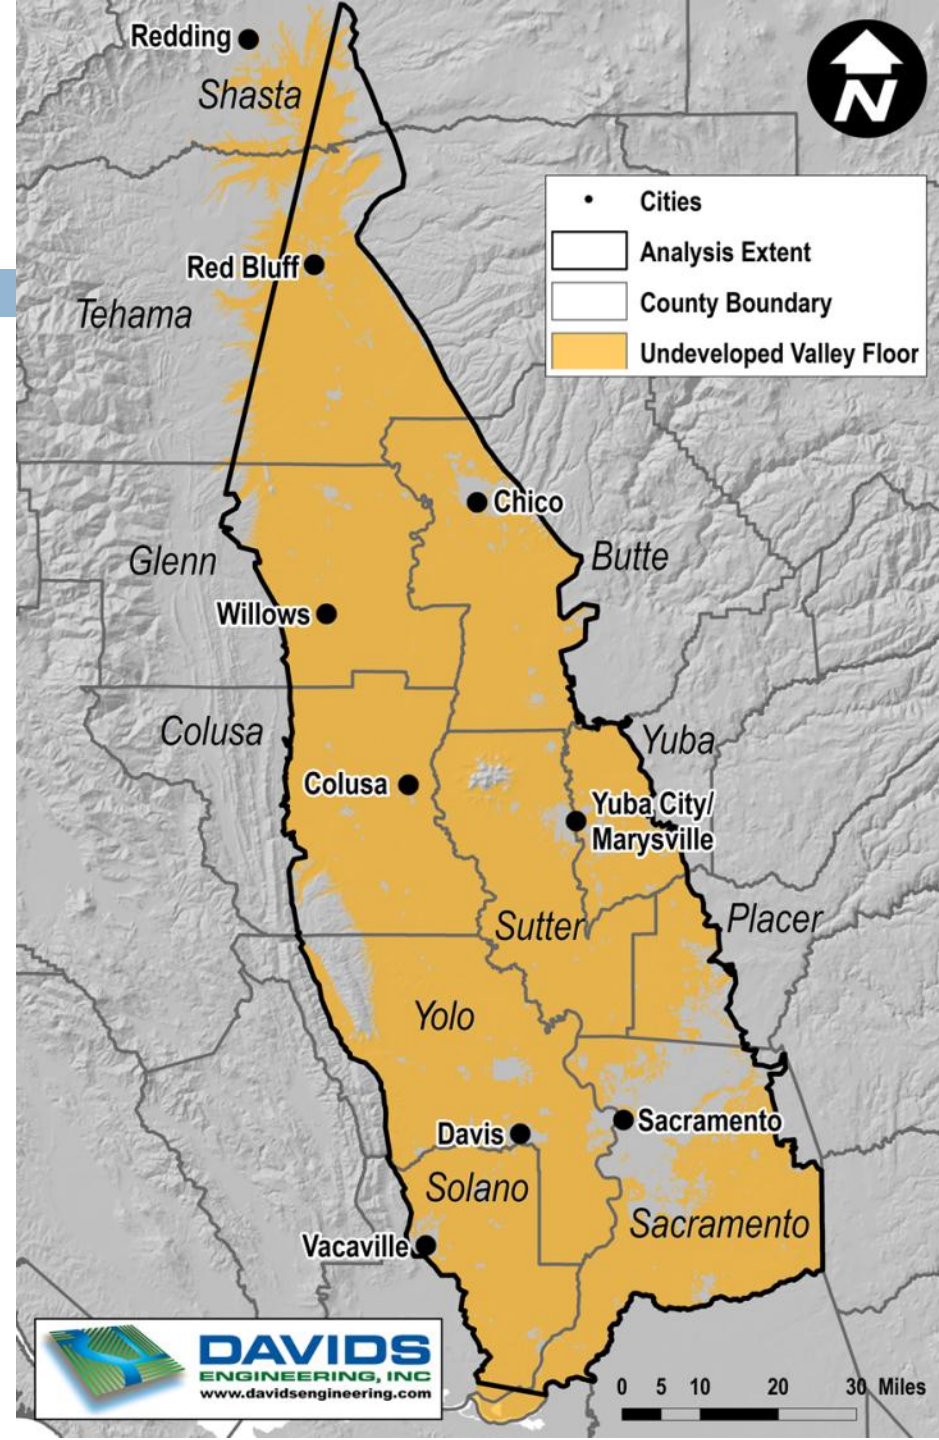 Redding
Shasta
N
Cities
Analysis Extent
County Boundary
Undeveloped Valley Floor
Red Bluff
Tehama
Chico
Butte
Glenn
Willows
Colusa
Yuba
Colusa
Yuba City/
Marysville
Sutter
Placer
Yolo
Davis
Sacramento
Solano
Sacramento
Vacaville
DAVIDS
ENGINEERING, INC
www.davidsengineering.com
0 5 10 20 30 Miles